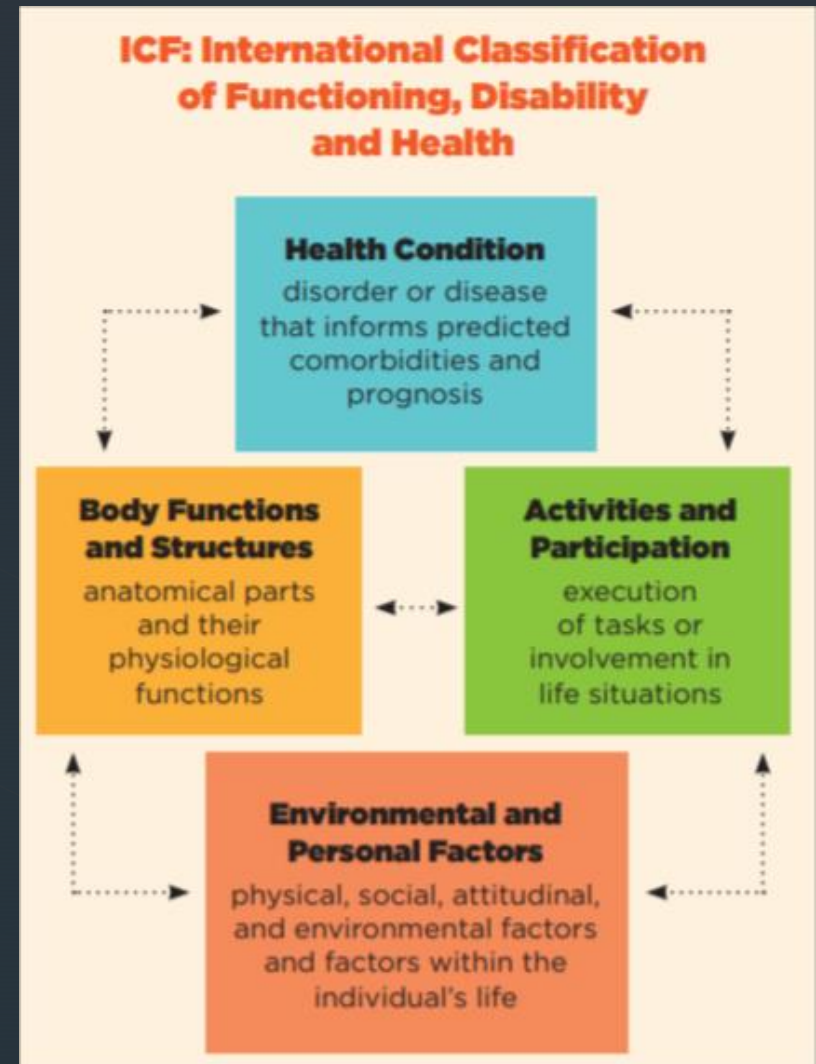 ICF: International Classification
of Functioning, Disability
and Health
Health Condition
disorder or disease
that informs predicted
comorbidities and
prognosis
Body Functions
and Structures
anatomical parts
and their
physiological
functions
Activities and
Participation
execution
of tasks or
involvement in
life situations
Environmental and
Personal Factors
physical, social, attitudinal,
and environmental factors
and factors within the
individual's life